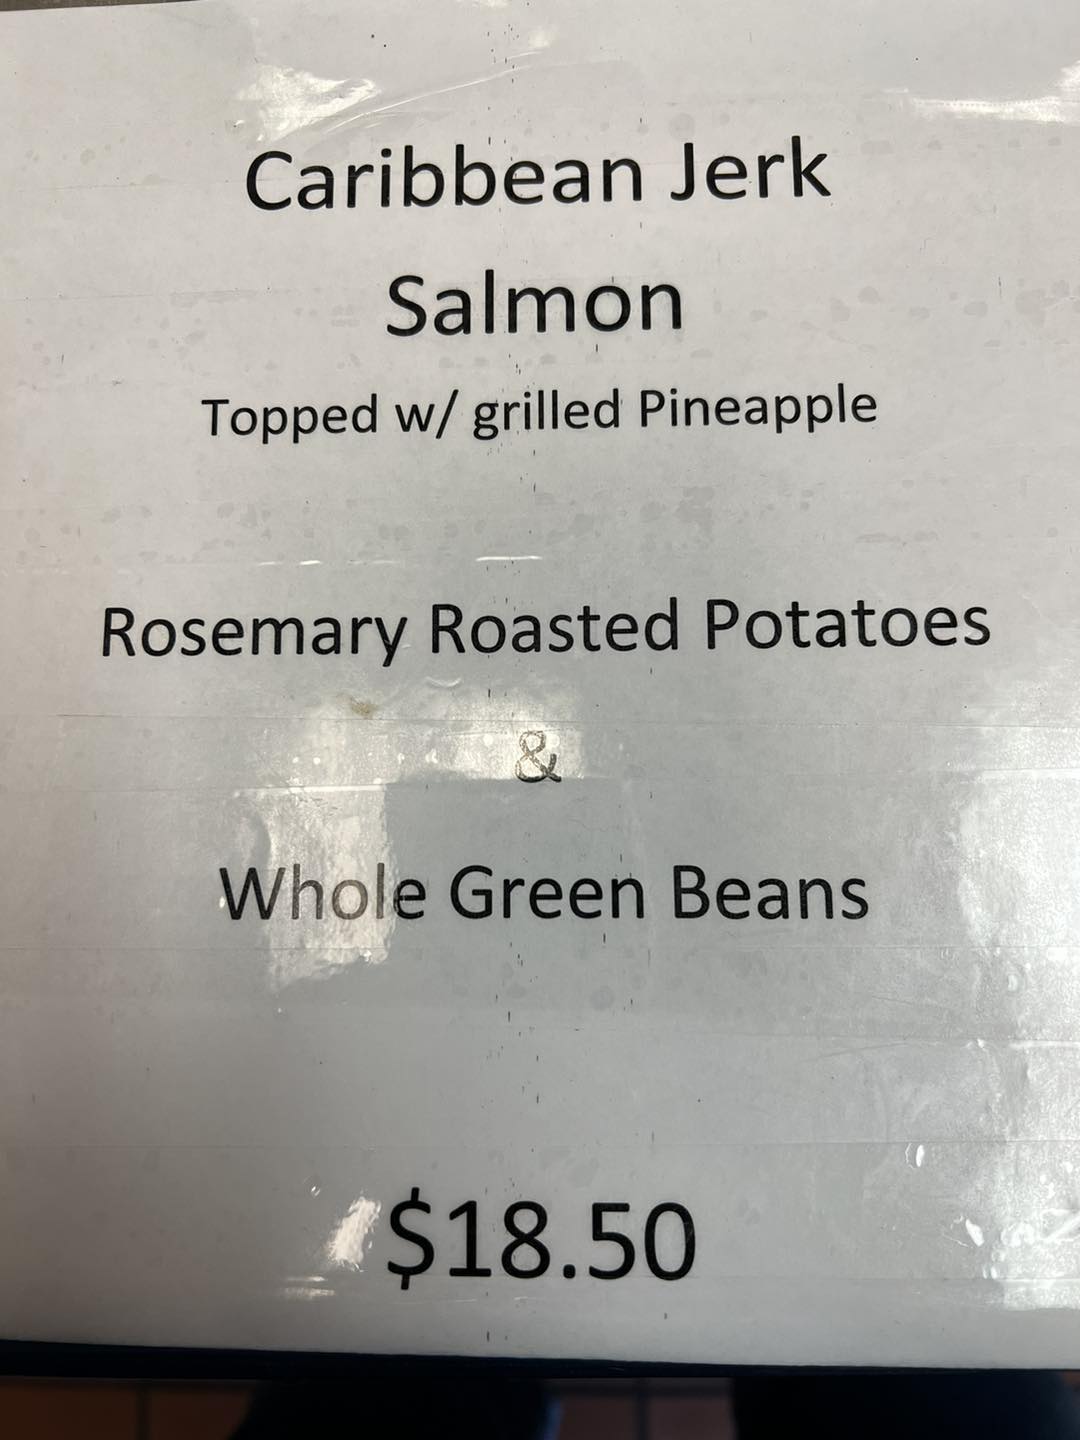 Caribbean Jerk
Salmon
Topped w/ grilled Pineapple
Rosemary Roasted Potatoes
&
Whole Green Beans
$18.50